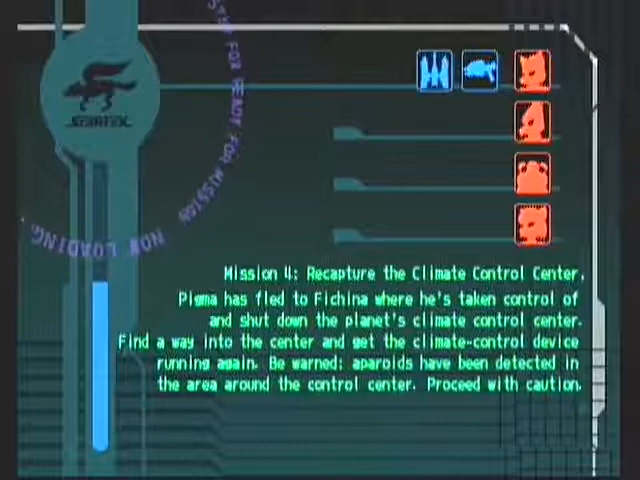 STAR FOX READY FOR MISSION
NOW LOADING.
STARFOX
Mission 4: Recapture the Climate Control Center.
Pigma has fled to Fichina where he's taken control of
and shut down the planet's climate control center.
Find a way into the center and get the climate-control device
running again. Be warned: aparoids have been detected in
the area around the control center. Proceed with caution.